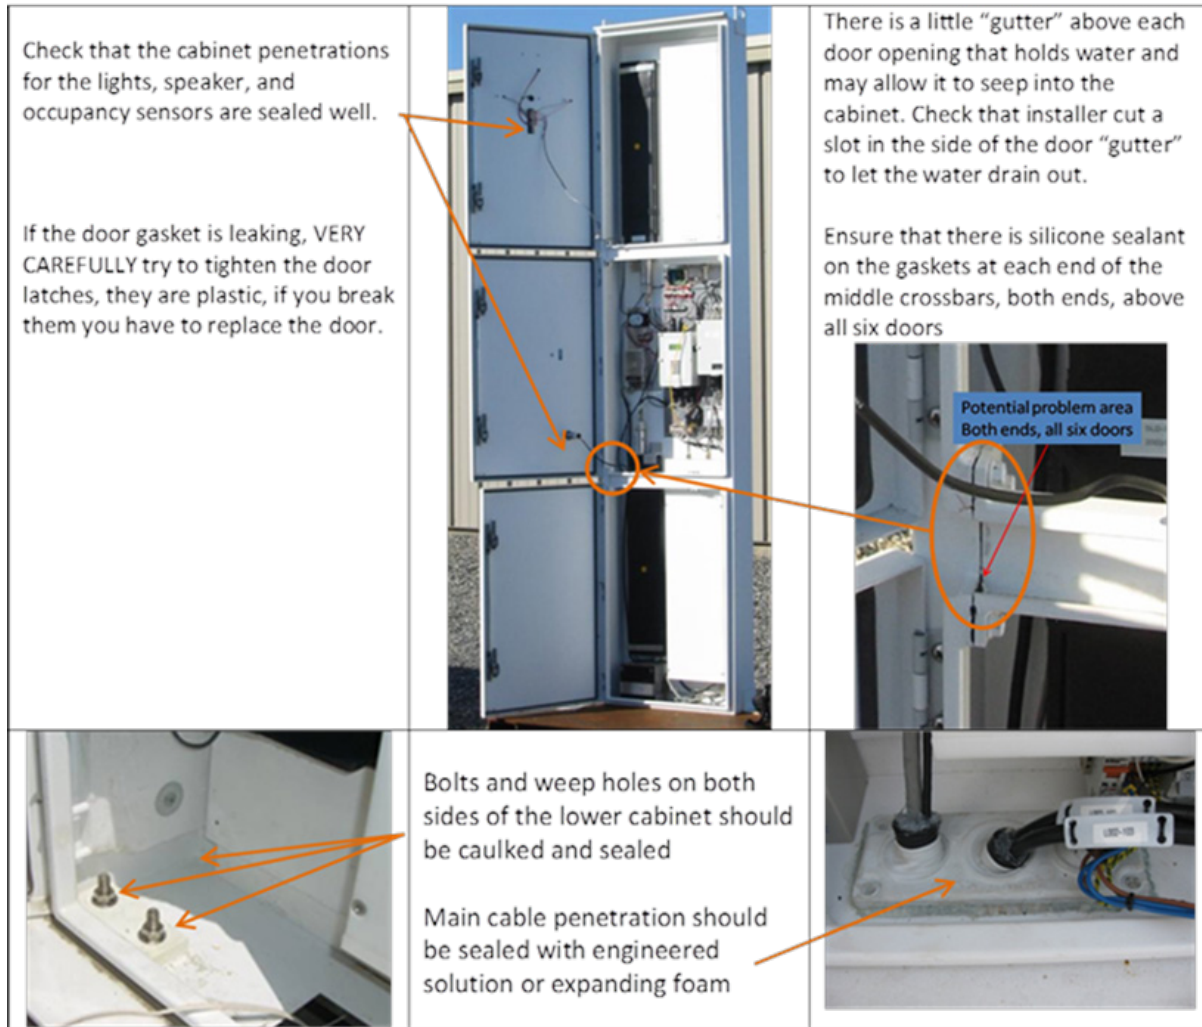 Check that the cabinet penetrations
for the lights, speaker, and
occupancy sensors are sealed well.
If the door gasket is leaking, VERY
CAREFULLY try to tighten the door
latches, they are plastic, if you break
them you have to replace the door.
There is a little “gutter” above each
door opening that holds water and
may allow it to seep into the
cabinet. Check that installer cut a
slot in the side of the door “gutter”
to let the water drain out.
Ensure that there is silicone sealant
on the gaskets at each end of the
middle crossbars, both ends, above
all six doors
Potential problem area
Both ends, all six doors
Bolts and weep holes on both
sides of the lower cabinet should
be caulked and sealed
Main cable penetration should
be sealed with engineered
solution or expanding foam